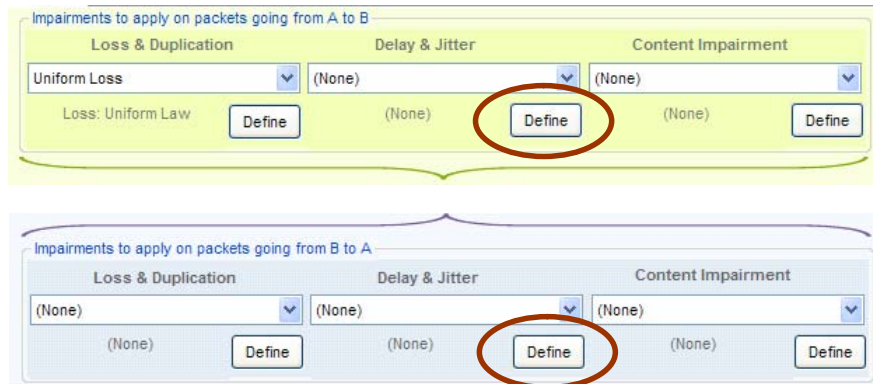 Impairments to apply on packets going from A to B
Loss & Duplication Delay & Jitter Content Impairment
Uniform Loss (None) (None)
Loss: Uniform Law Define (None) Define (None) Define
Impairments to apply on packets going from B to A
Loss & Duplication Delay & Jitter Content Impairment
(None) (None) (None)
(None) Define (None) Define (None) Define